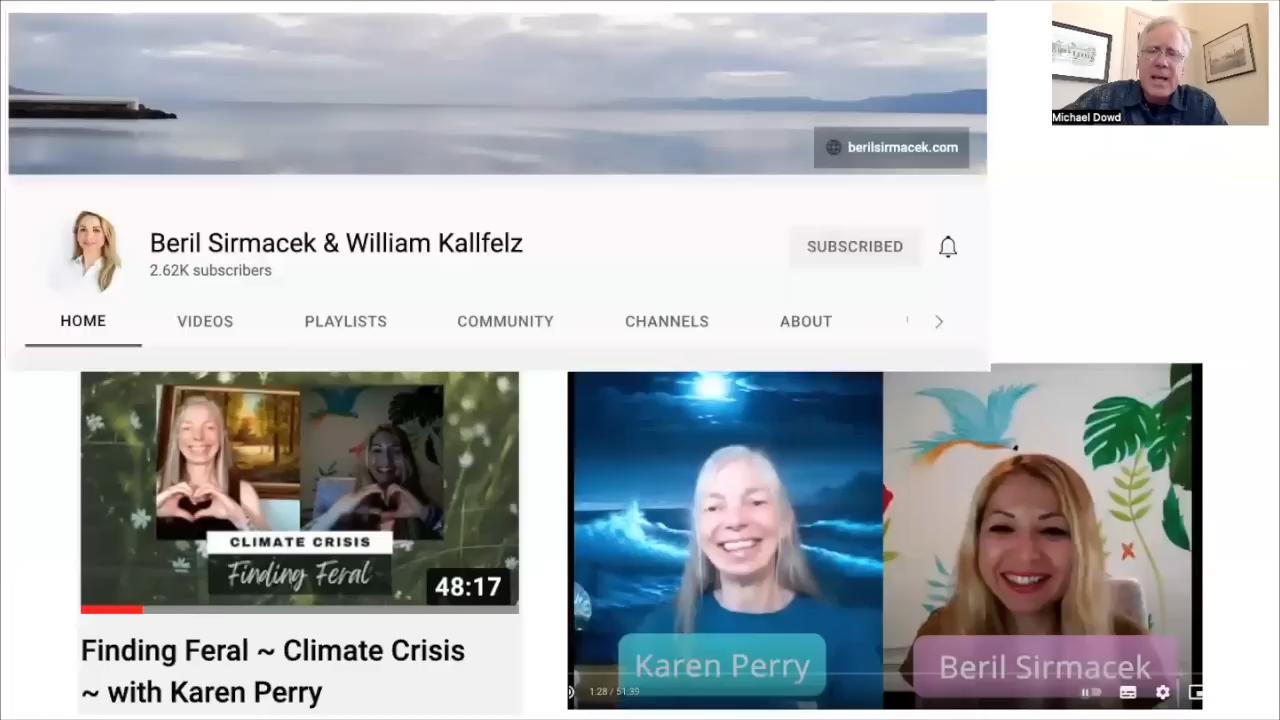 Michael Dowd
berilsirmacek.com
Beril Sirmacek & William Kallfelz
2.62K subscribers
SUBSCRIBED
HOME VIDEOS PLAYLISTS COMMUNITY CHANNELS ABOUT
CLIMATE CRISIS
Finding Feral
48:17
Finding Feral ~ Climate Crisis
~ with Karen Perry
Karen Perry
Beril Sirmacek
1:28 / 51:39